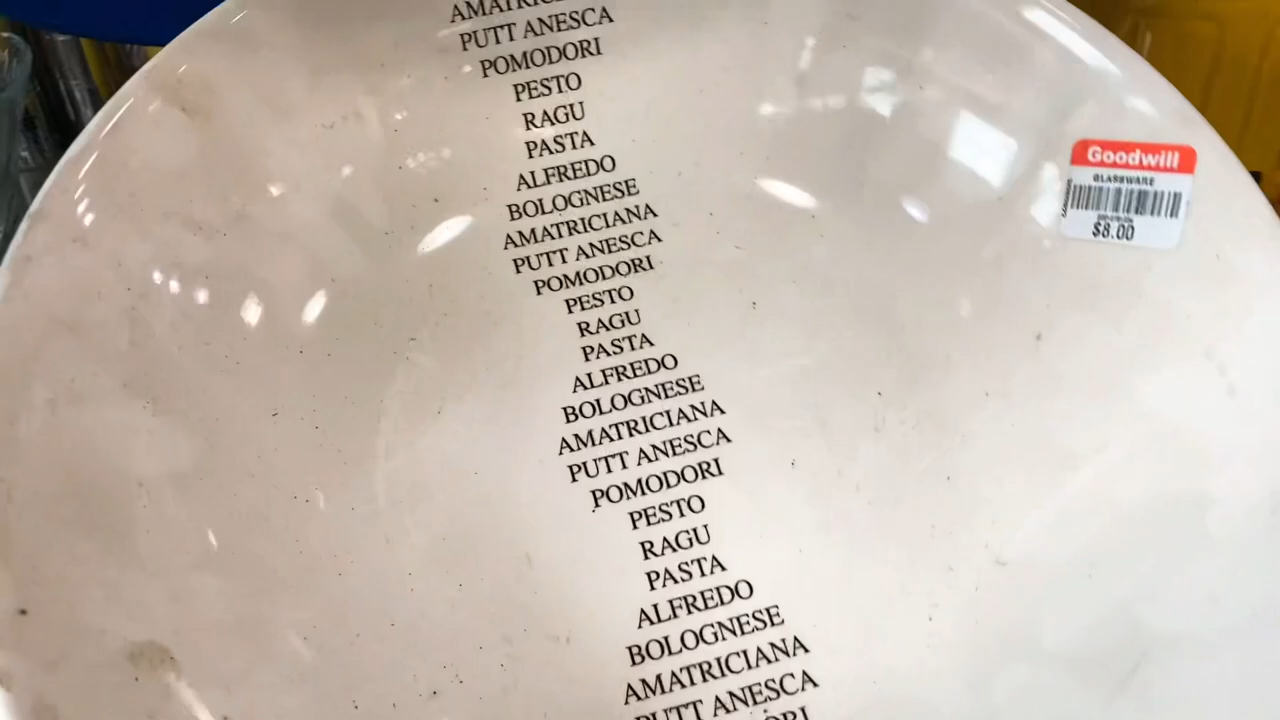 PUTT ANESCA
POMODORI
PESTO
RAGU
PASTA
ALFREDO
BOLOGNESE
AMATRICIANA
PUTT ANESCA
POMODORI
PESTO
RAGU
PASTA
ALFREDO
BOLOGNESE
AMATRICIANA
PUTT ANESCA
POMODORI
PESTO
RAGU
PASTA
ALFREDO
BOLOGNESE
AMATRICIANA
PUTT ANESCA
Goodwill
GLASSWARE
$8.00